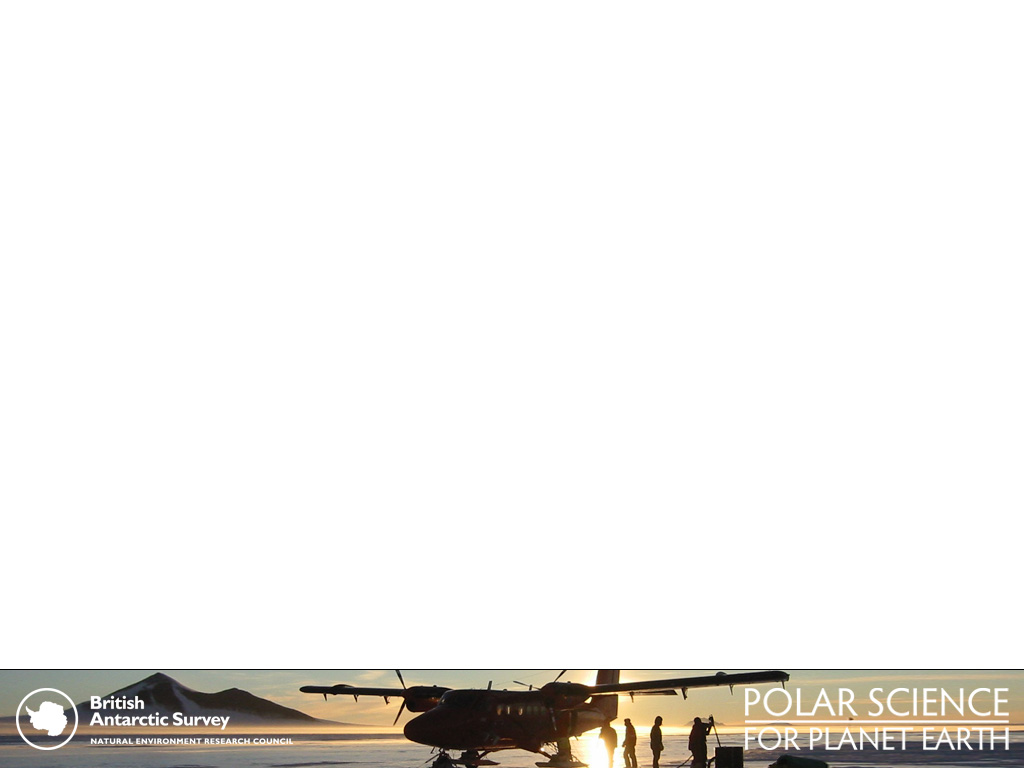 British
Antarctic Survey
NATURAL ENVIRONMENT RESEARCH COUNCIL
POLAR SCIENCE
FOR PLANET EARTH